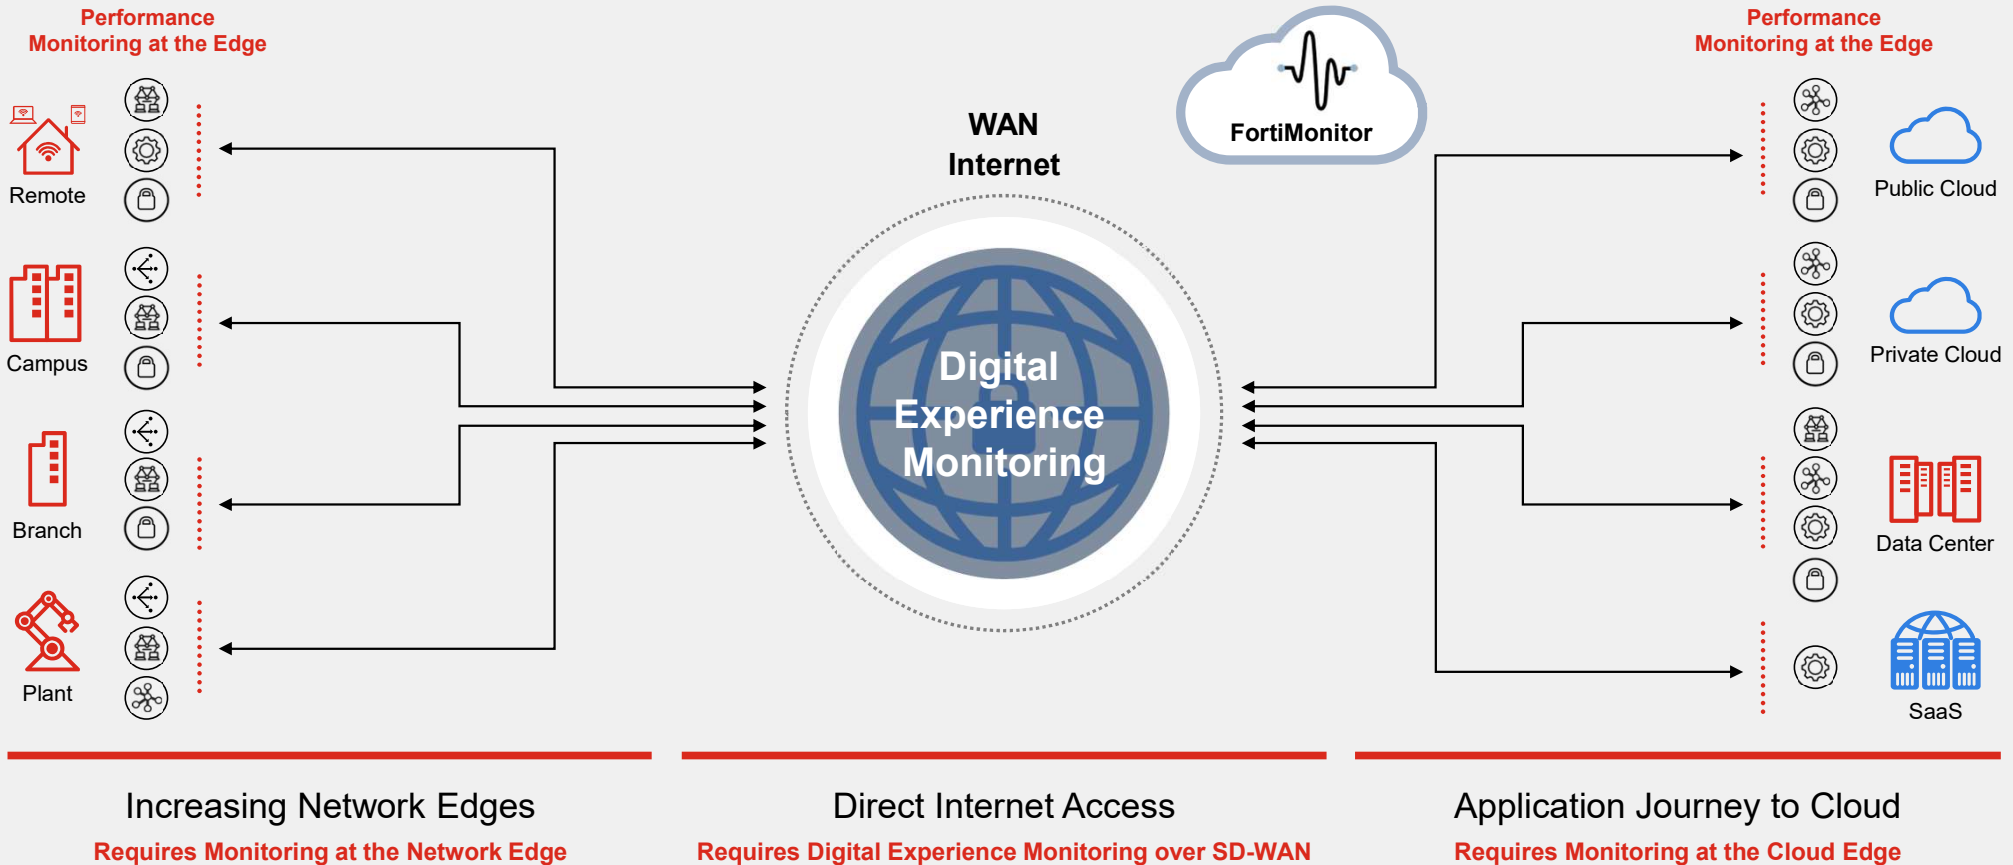 Performance
Monitoring at the Edge
Remote
Campus
Branch
Plant
WAN
Internet
FortiMonitor
Digital
Experience
Monitoring
Performance
Monitoring at the Edge
Public Cloud
Private Cloud
Data Center
SaaS
Increasing Network Edges
Requires Monitoring at the Network Edge
Direct Internet Access
Requires Digital Experience Monitoring over SD-WAN
Application Journey to Cloud
Requires Monitoring at the Cloud Edge